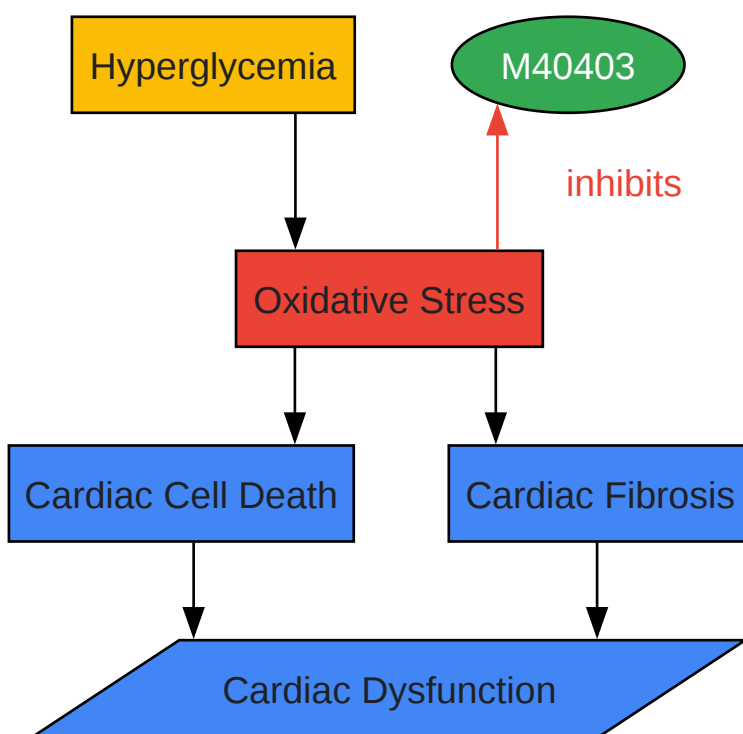 Hyperglycemia
M40403
inhibits
Oxidative Stress
Cardiac Cell Death
Cardiac Fibrosis
Cardiac Dysfunction